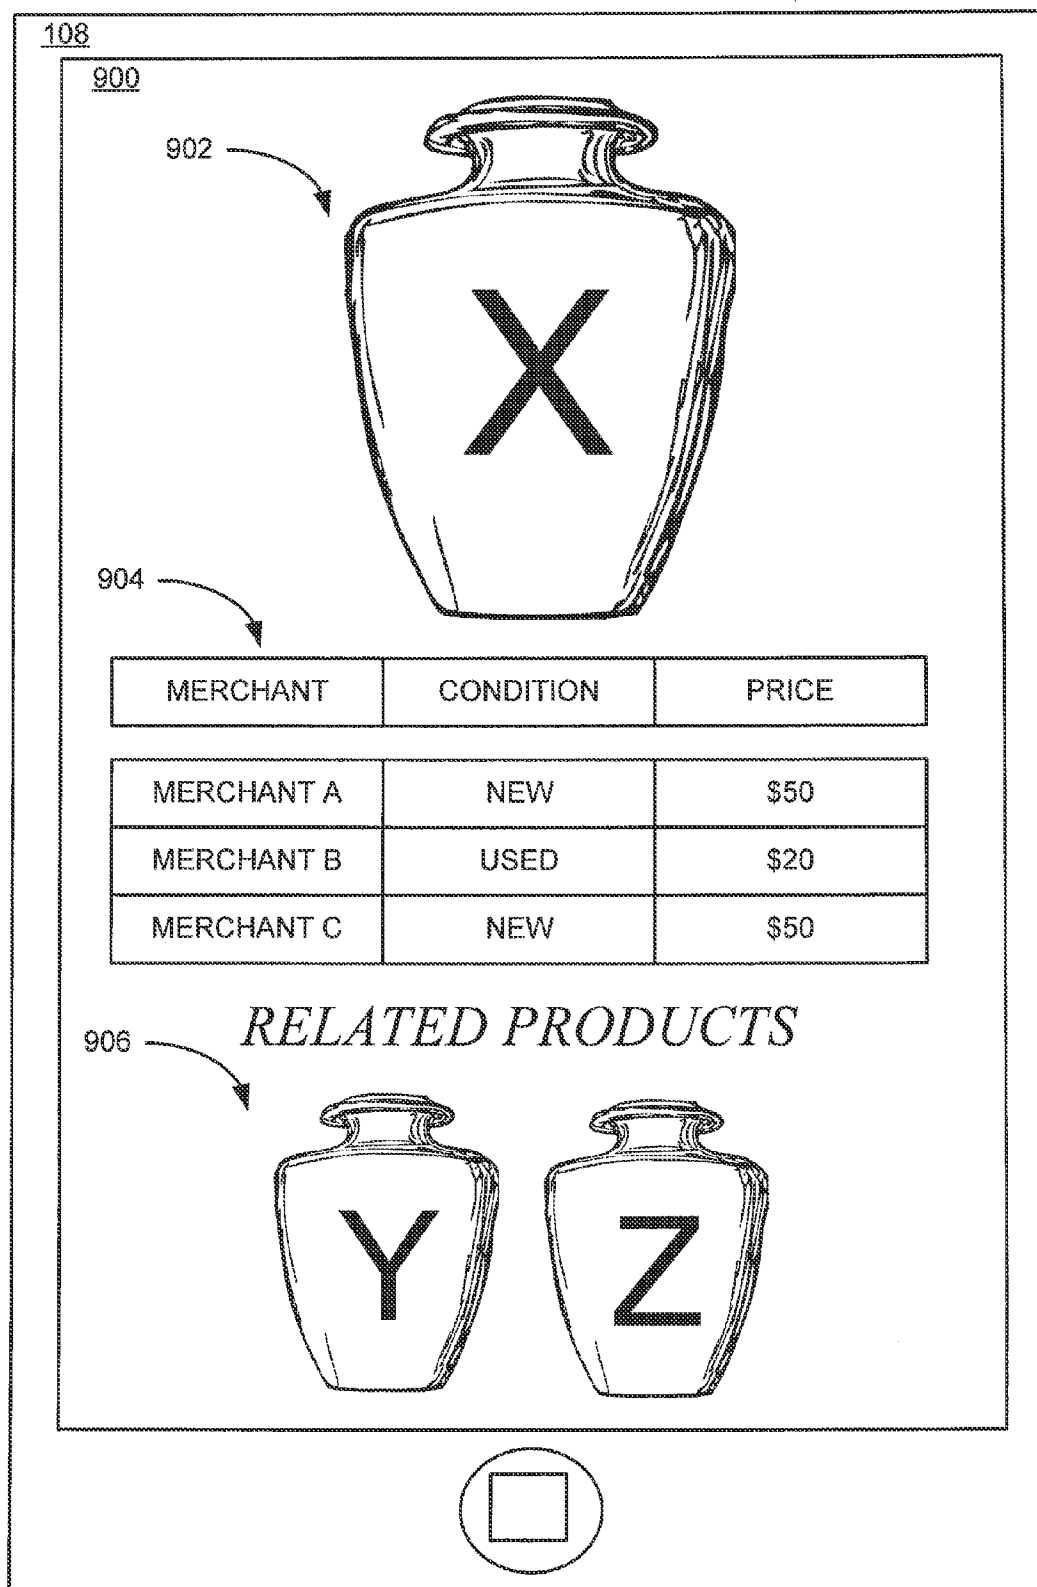 108
900
902
X
904
MERCHANT CONDITION PRICE
MERCHANT A NEW $50
MERCHANT B USED $20
MERCHANT C NEW $50
RELATED PRODUCTS
906
Y Z